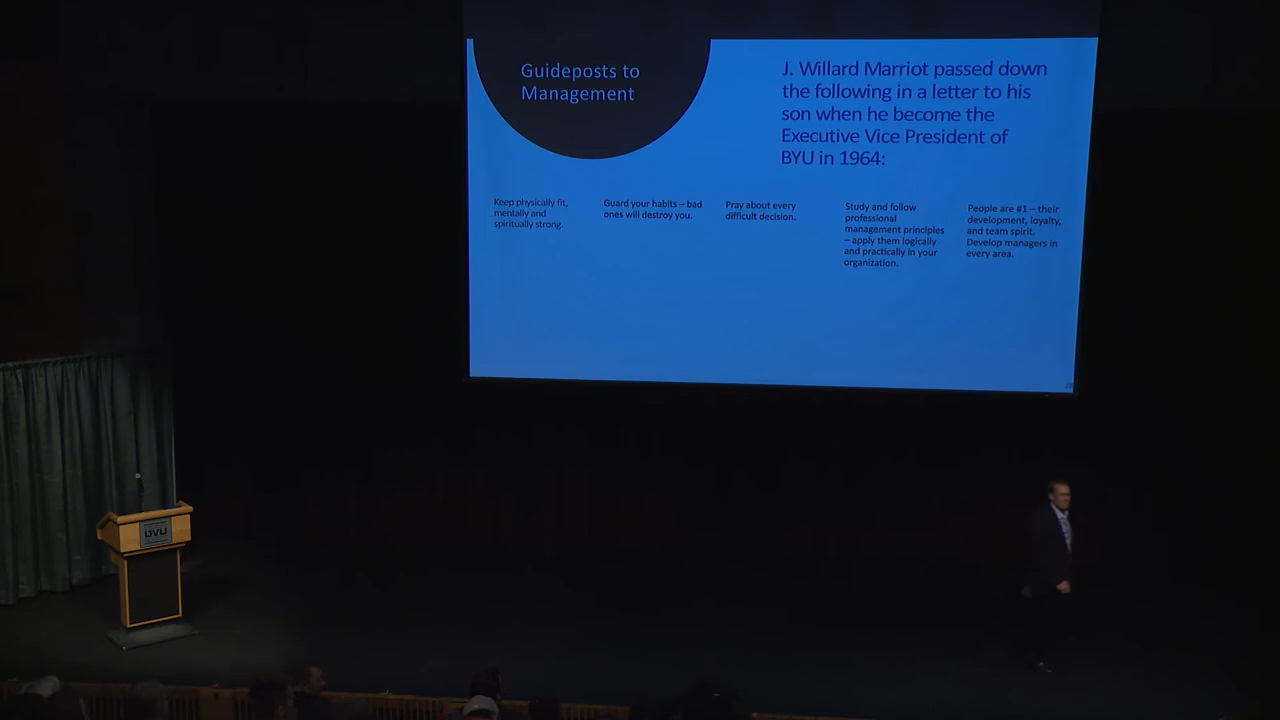 Guideposts to
Management
J. Willard Marriot passed down
the following in a letter to his
son when he become the
Executive Vice President of
BYU in 1964:
Keep physically fit,
mentally and
spiritually strong.
Guard your habits – bad
ones will destroy you.
Pray about every
difficult decision.
Study and follow
professional
management principles
– apply them logically
and practically in your
organization.
People are #1 – their
development, loyalty,
and team spirit.
Develop managers in
every area.
UVU